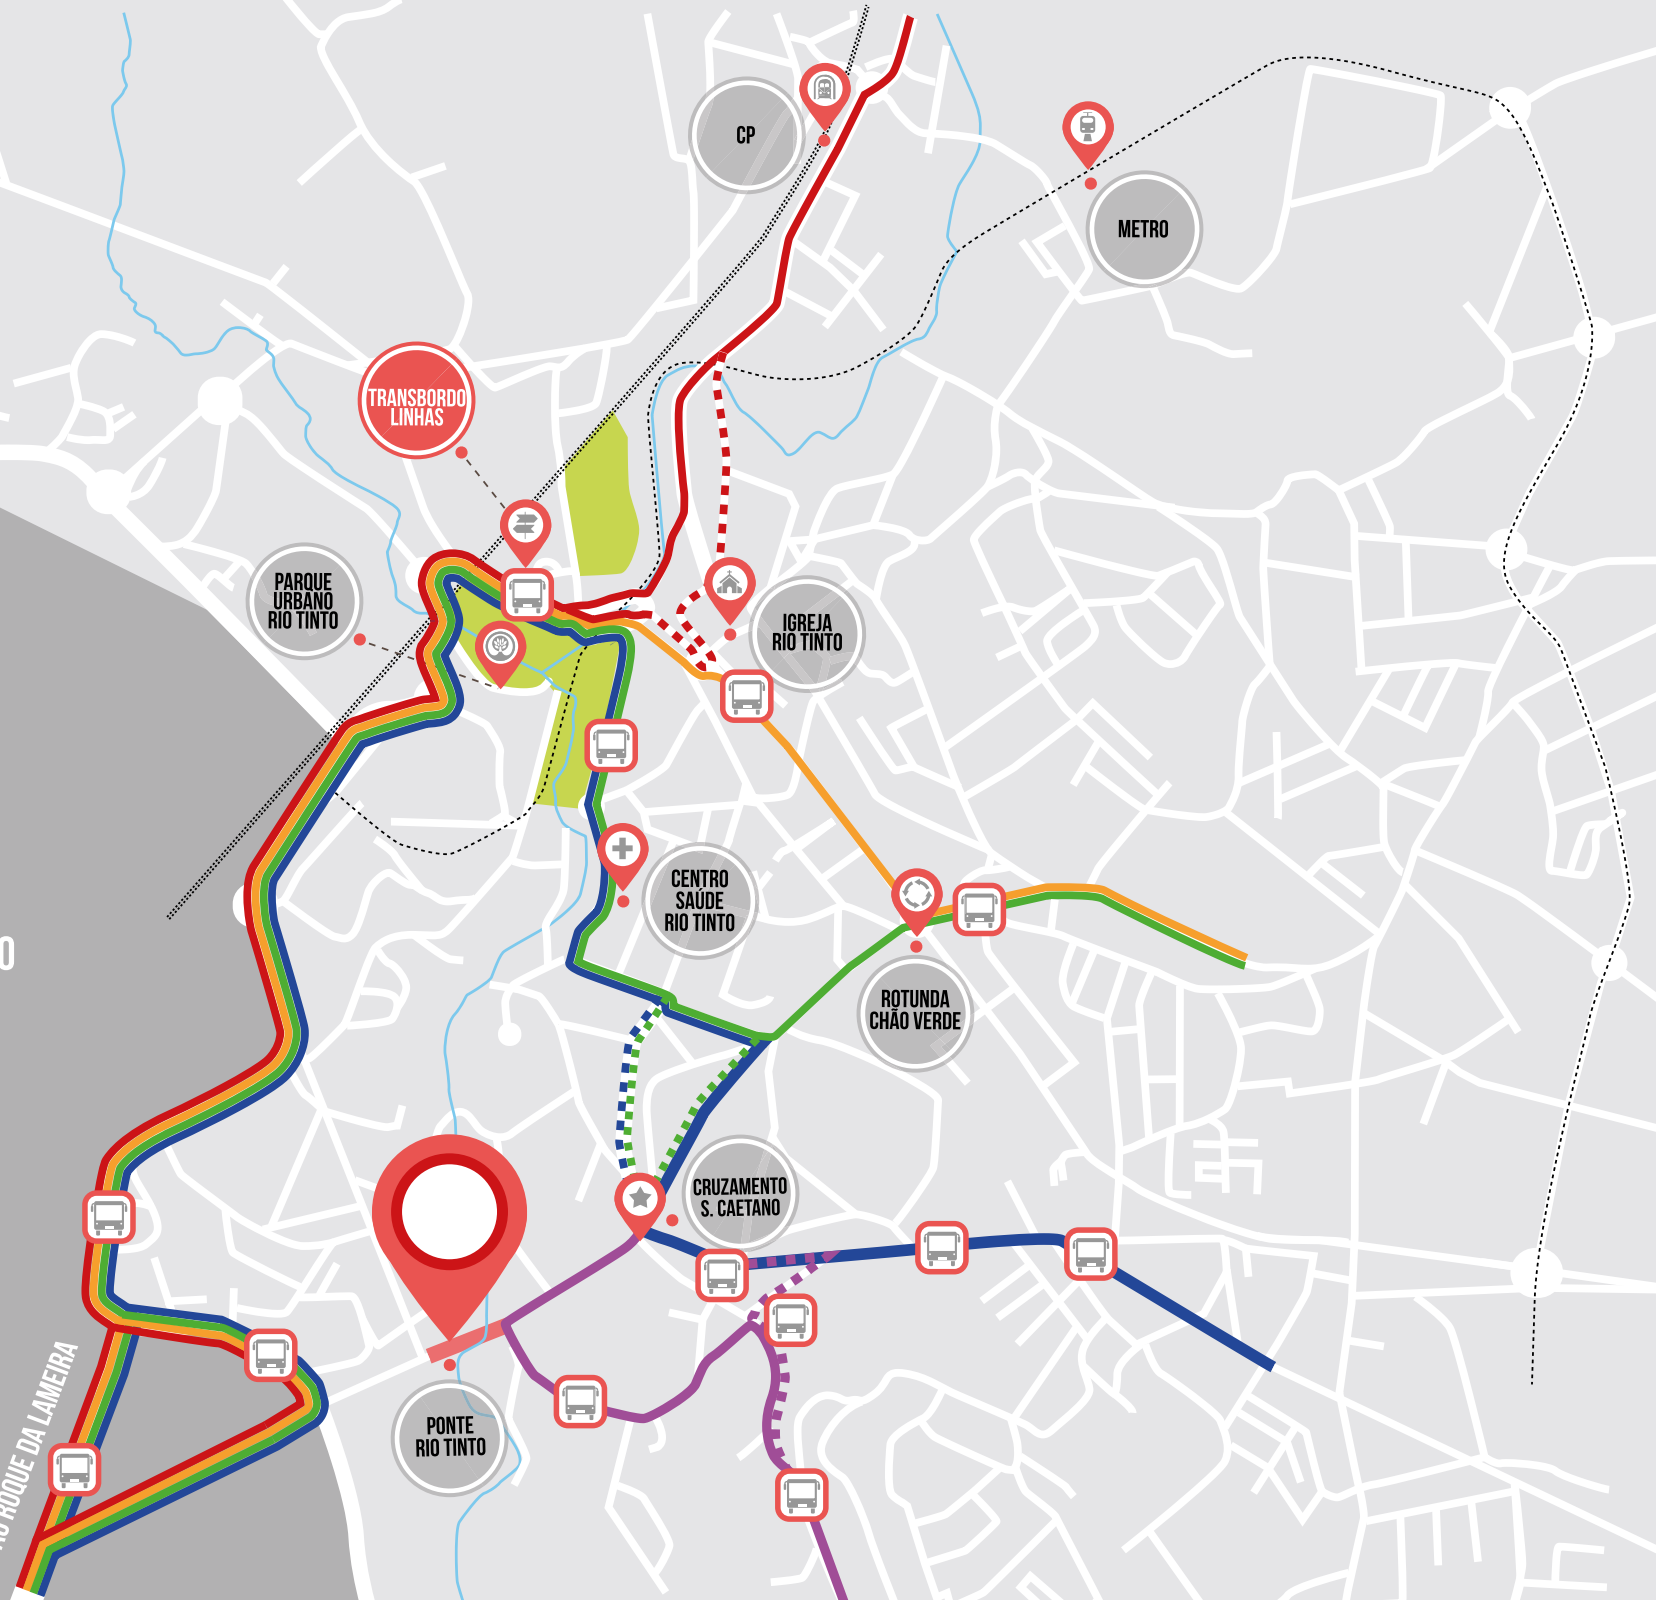 CP
METRO
TRANSBORDO
LINHAS
PARQUE
URBANO
RIO TINTO
IGREJA
RIO TINTO
CENTRO
SAÚDE
RIO TINTO
O
ROTUNDA
CHÃO VERDE
CRUZAMENTO
S. CAETANO
ROQUE DA LAMEIRA
PONTE
RIO TINTO